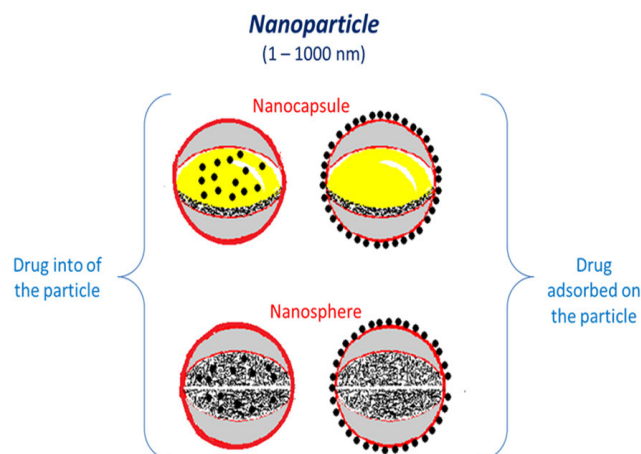 Nanoparticle
(1 – 1000 nm)
Nanocapsule
Drug into of
the particle
Drug
adsorbed on
the particle
Nanosphere